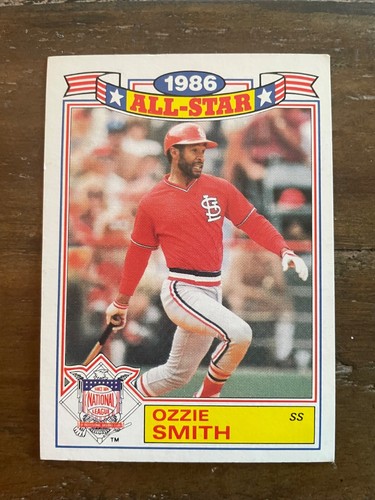 1986
ALL-STAR
StL
NATIONAL
LEAGUE
TM
OZZIE
SMITH
SS